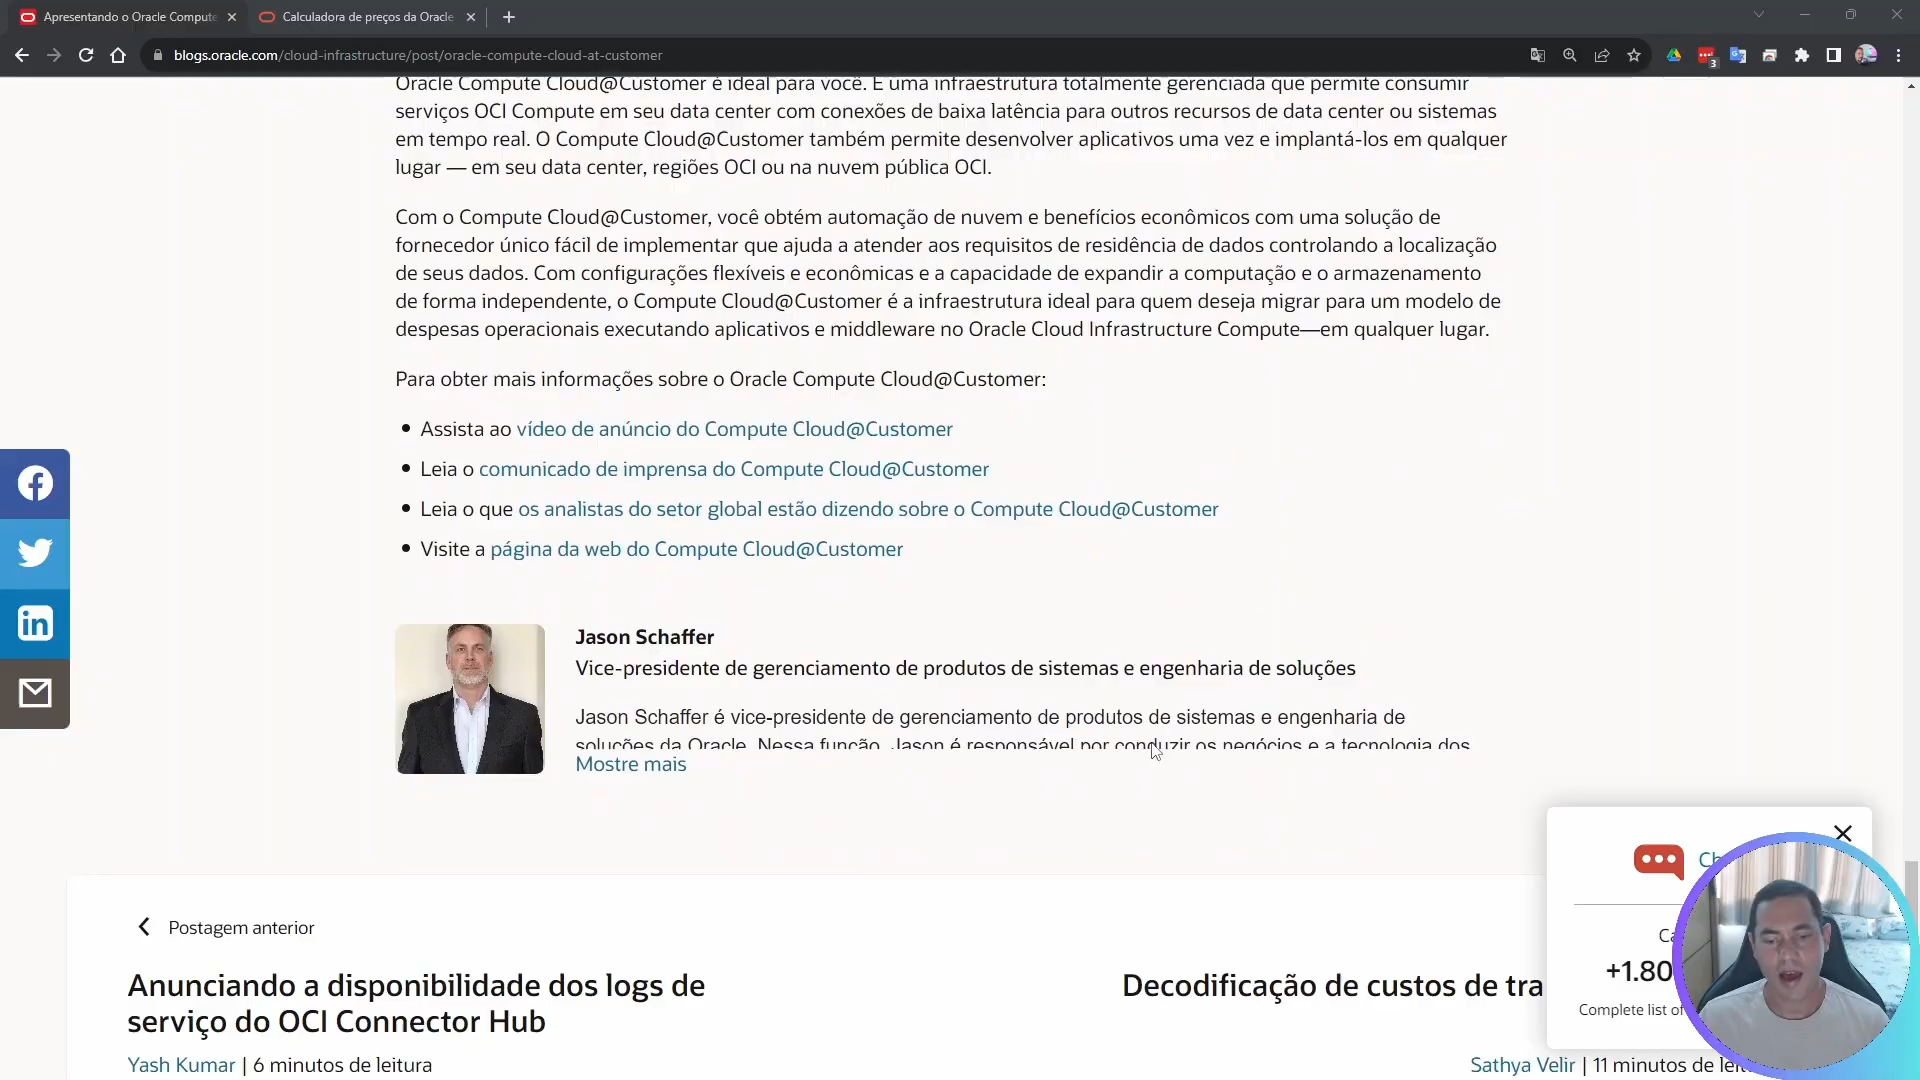 Apresentando o Oracle Compute
Calculadora de preços da Oracle
blogs.oracle.com/cloud-infrastructure/post/oracle-compute-cloud-at-customer
3
Oracle Compute Cloud@Customer é ideal para você. É uma infraestrutura totalmente gerenciada que permite consumir
serviços OCI Compute em seu data center com conexões de baixa latência para outros recursos de data center ou sistemas
em tempo real. O Compute Cloud@Customer também permite desenvolver aplicativos uma vez e implantá-los em qualquer
lugar — em seu data center, regiões OCI ou na nuvem pública OCI.
Com o Compute Cloud@Customer, você obtém automação de nuvem e benefícios econômicos com uma solução de
fornecedor único fácil de implementar que ajuda a atender aos requisitos de residência de dados controlando a localização
de seus dados. Com configurações flexíveis e econômicas e a capacidade de expandir a computação e o armazenamento
de forma independente, o Compute Cloud@Customer é a infraestrutura ideal para quem deseja migrar para um modelo de
despesas operacionais executando aplicativos e middleware no Oracle Cloud Infrastructure Compute—em qualquer lugar.
Para obter mais informações sobre o Oracle Compute Cloud@Customer:
• Assista ao vídeo de anúncio do Compute Cloud@Customer
• Leia o comunicado de imprensa do Compute Cloud@Customer
• Leia o que os analistas do setor global estão dizendo sobre o Compute Cloud@Customer
• Visite a página da web do Compute Cloud@Customer
Jason Schaffer
Vice-presidente de gerenciamento de produtos de sistemas e engenharia de soluções
Jason Schaffer é vice-presidente de gerenciamento de produtos de sistemas e engenharia de
soluções da Oracle. Nessa função, Jason é responsável por conduzir os negócios e a tecnologia dos
Mostre mais
Ch
Ca
+1.80
Complete list of
Postagem anterior
Anunciando a disponibilidade dos logs de
serviço do OCI Connector Hub
Yash Kumar | 6 minutos de leitura
Decodificação de custos de tra
Sathya Velir | 11 minutos de leit